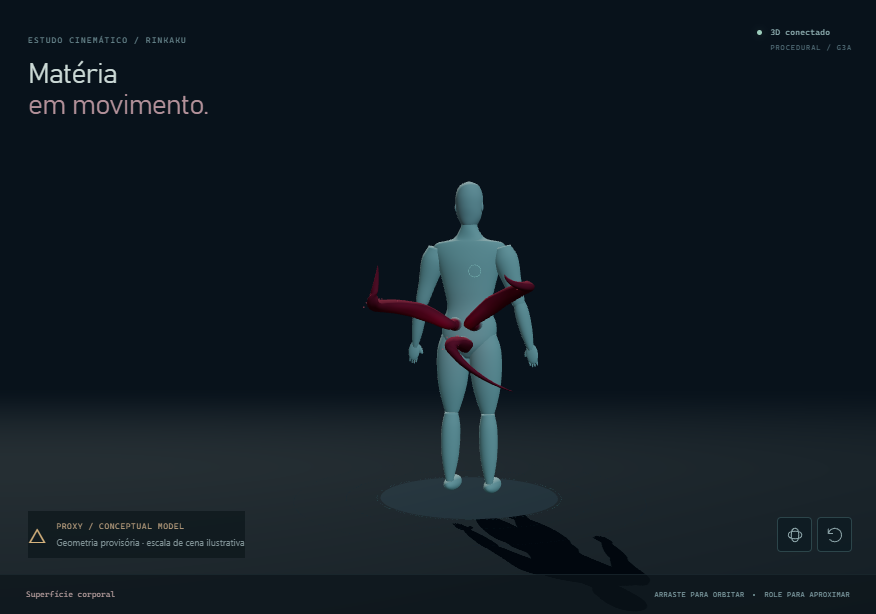 ESTUDO CINEMÁTICO / RINKAKU
3D conectado
PROCEDURAL / G3A
Matéria
em movimento.
PROXY / CONCEPTUAL MODEL
Geometria provisória · escala de cena ilustrativa
Superfície corporal
ARRASTE PARA ORBITAR • ROLE PARA APROXIMAR